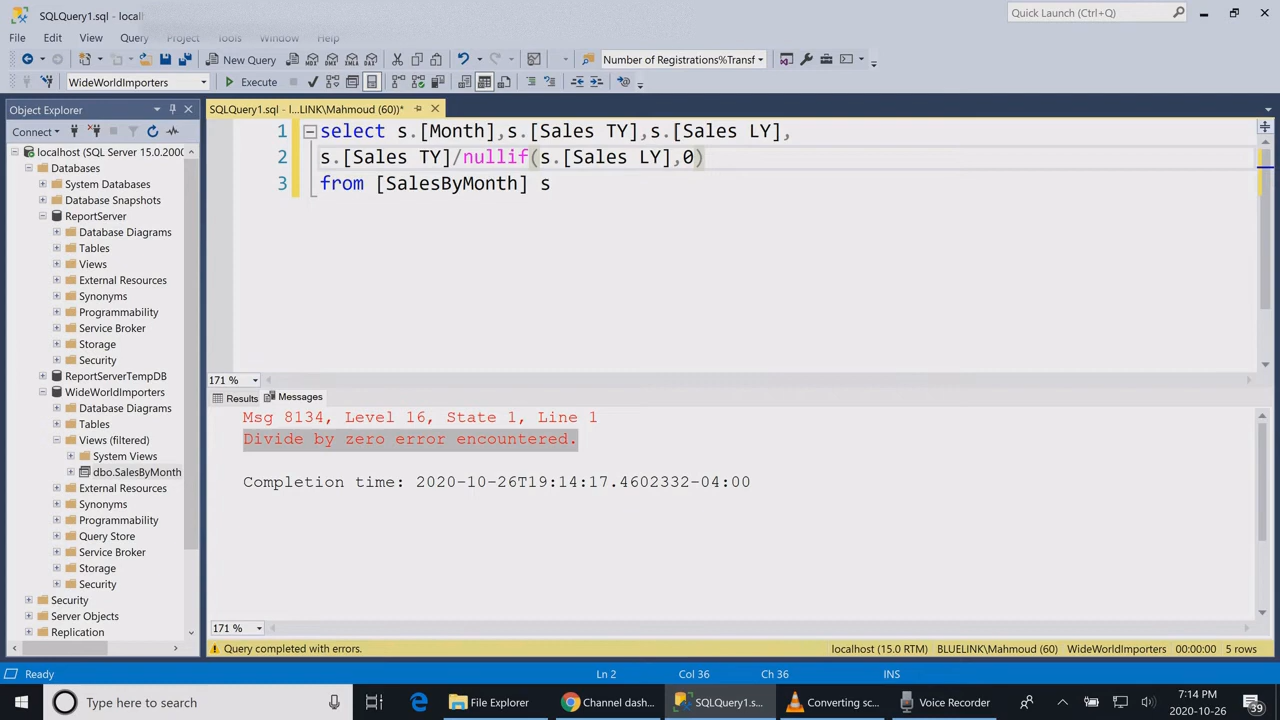 SQLQuery1.sql - local
Quick Launch (Ctrl+Q)
File Edit View Query Project Tools Window Help
New Query
Number of Registrations%Transf
WideWorldImporters
Execute
Object Explorer
SQLQuery1.sql - l...LINK\Mahmoud (60))*
Connect
localhost (SQL Server 15.0.2000
Databases
System Databases
Database Snapshots
ReportServer
Database Diagrams
Tables
Views
External Resources
Synonyms
Programmability
Service Broker
Storage
Security
ReportServerTempDB
WideWorldImporters
Database Diagrams
Tables
Views (filtered)
System Views
dbo.SalesByMonth
External Resources
Synonyms
Programmability
Query Store
Service Broker
Storage
Security
Security
Server Objects
Replication
1 select s.[Month],s.[Sales TY],s.[Sales LY],
2 s.[Sales TY]/nullif(s.[Sales LY],0)
3 from [SalesByMonth] s
171 %
Results Messages
Msg 8134, Level 16, State 1, Line 1
Divide by zero error encountered.
Completion time: 2020-10-26T19:14:17.4602332-04:00
171 %
Query completed with errors.
localhost (15.0 RTM) BLUELINK\Mahmoud (60) WideWorldImporters 00:00:00 5 rows
Ready Ln 2 Col 36 Ch 36 INS
Type here to search
File Explorer
Channel dash...
SQLQuery1.s...
Converting sc...
Voice Recorder
7:14 PM
2020-10-26
39